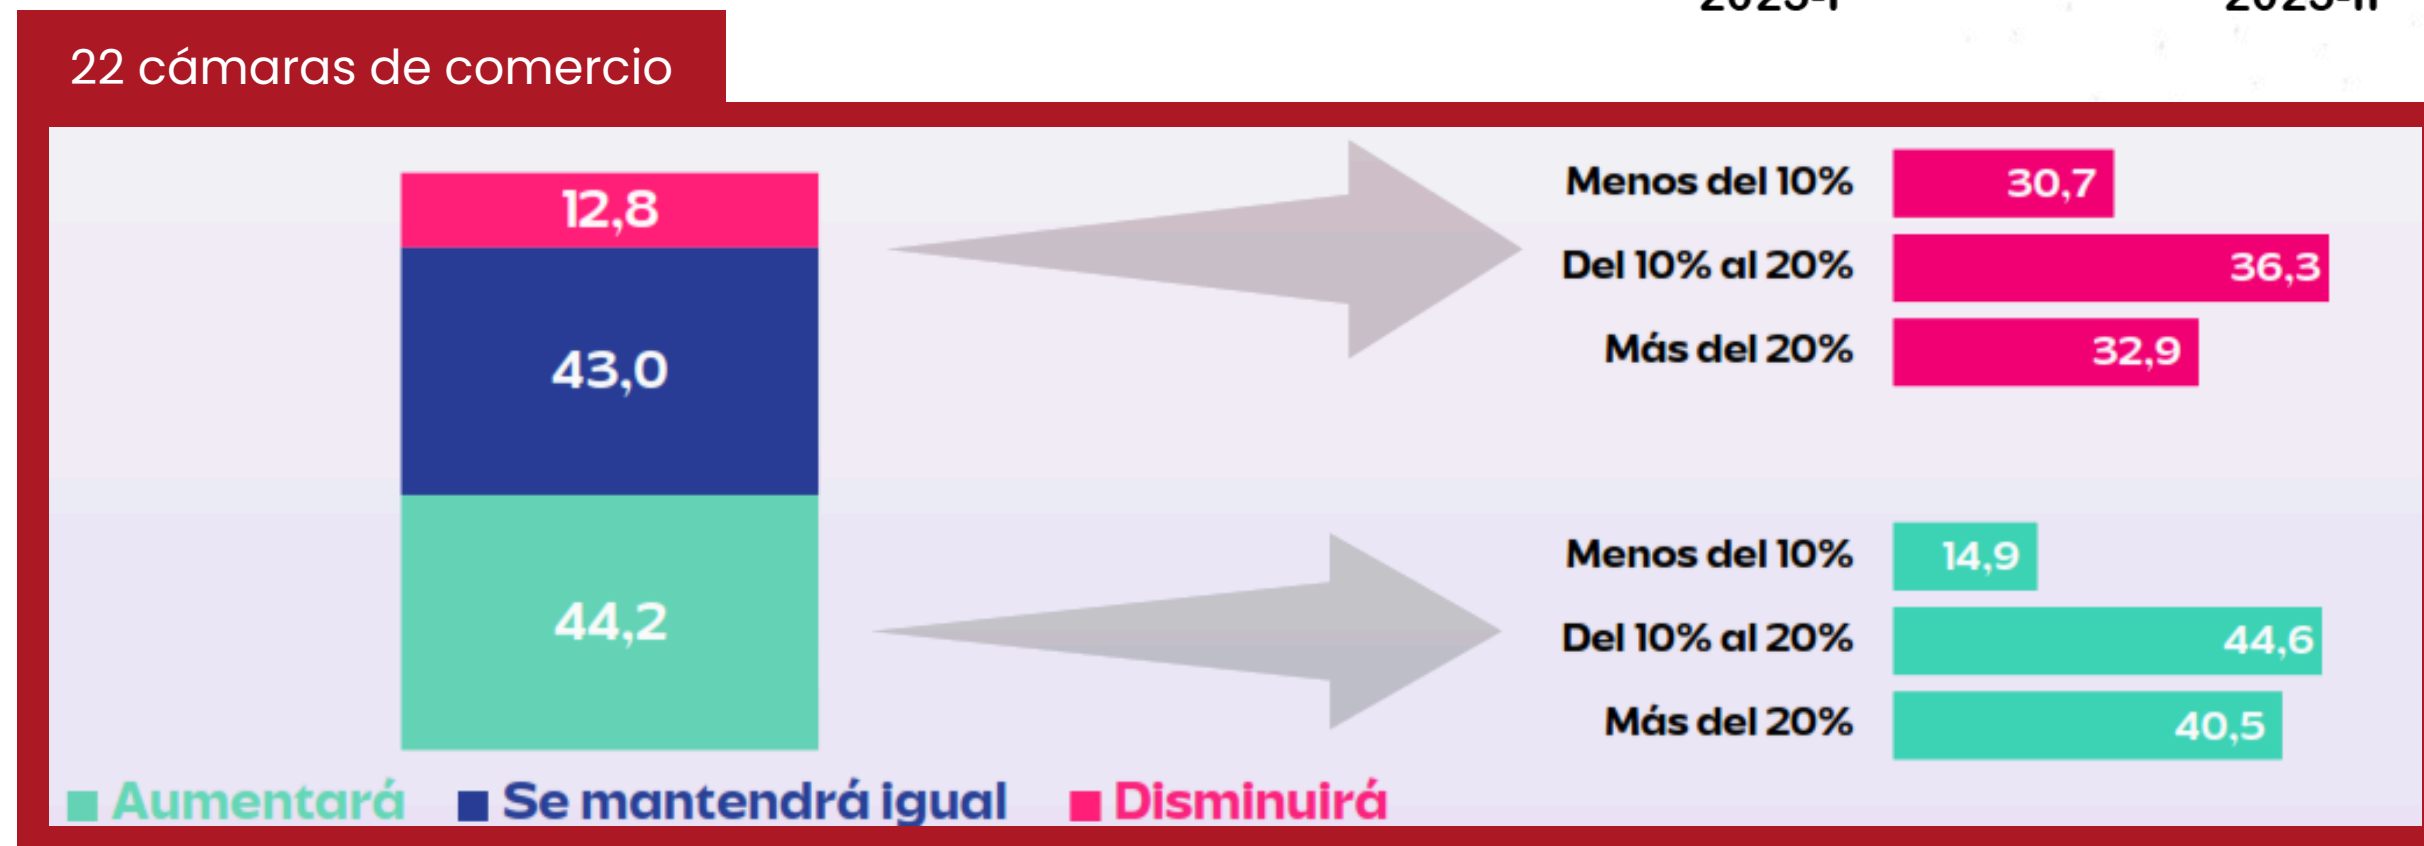 22 cámaras de comercio
12,8
43,0
44,2
Menos del 10% 30,7
Del 10% al 20% 36,3
Más del 20% 32,9
Menos del 10% 14,9
Del 10% al 20% 44,6
Más del 20% 40,5
Aumentará Se mantendrá igual Disminuirá